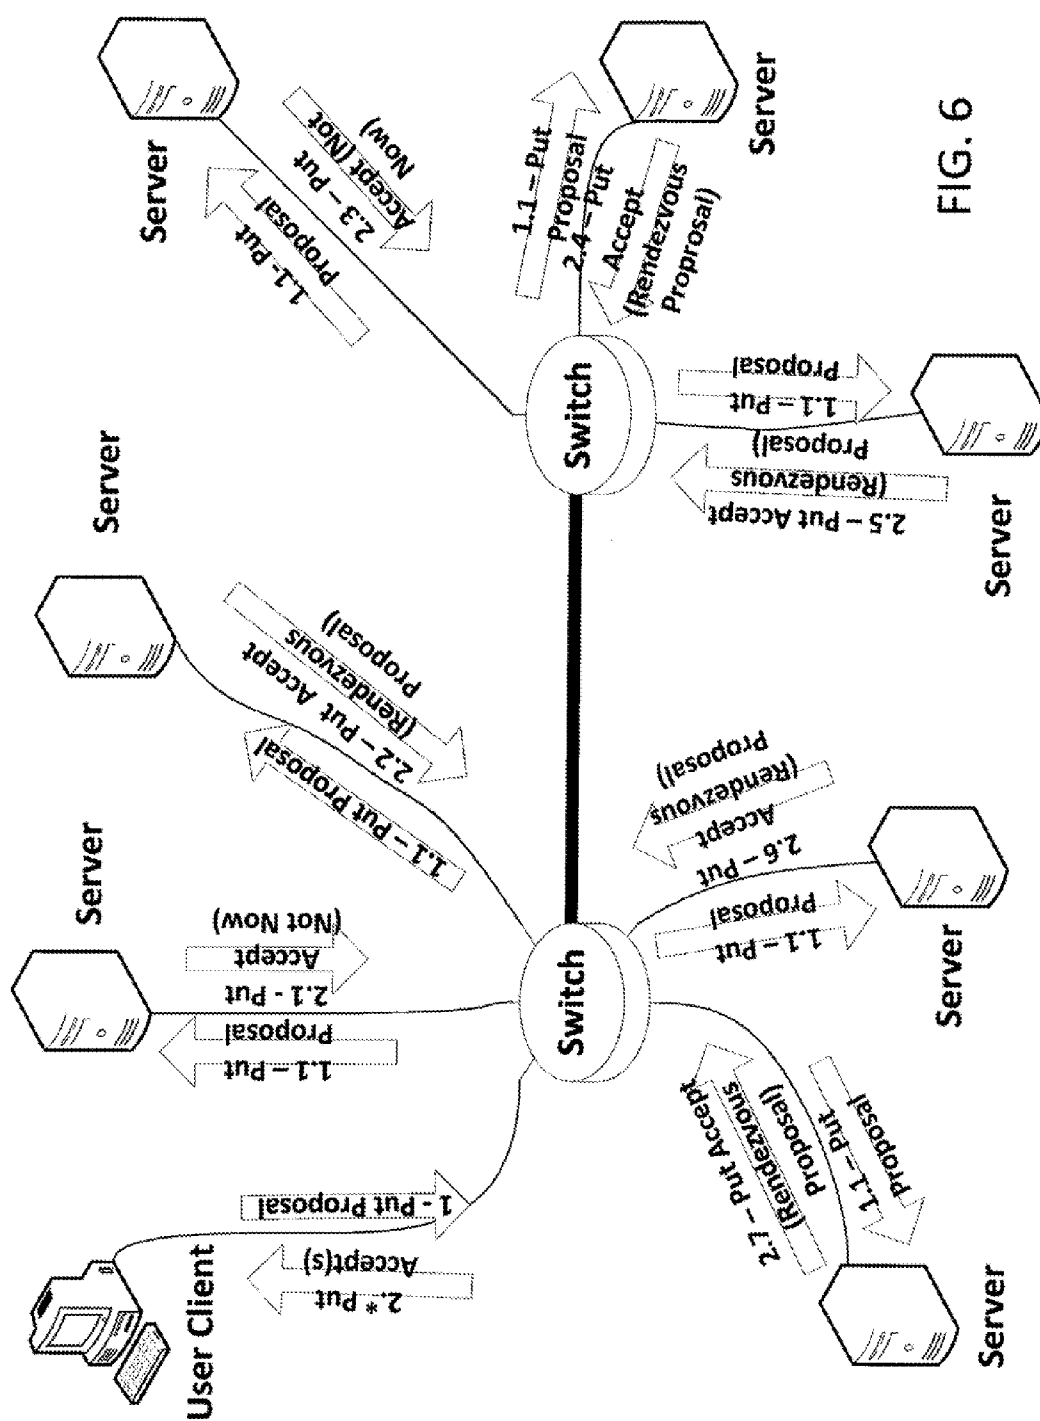 User Client
2. * Put
Accept(s)
1 - Put Proposal
Server
1.1 – Put
Proposal
2.1 - Put
Accept
(Not Now)
Server
1.1 – Put Proposal
2.2 – Put Accept
(Rendezvous
Proposal)
Server
1.1- Put
Proposal
2.3 – Put
Accept (Not
Now)
Server
1.1 – Put
Proposal
2.4 – Put
Accept
(Rendezvous
Proprosal)
Server
Switch
Switch
2.7 – Put Accept
(Rendezvous
Proposal)
1.1 – Put
Proposal
Server
1.1 – Put
Proposal
2.6 – Put
Accept
(Rendezvous
Proposal)
Server
2.5 – Put Accept
(Rendezvous
Proposal)
1.1 – Put
Proposal
Server
FIG. 6